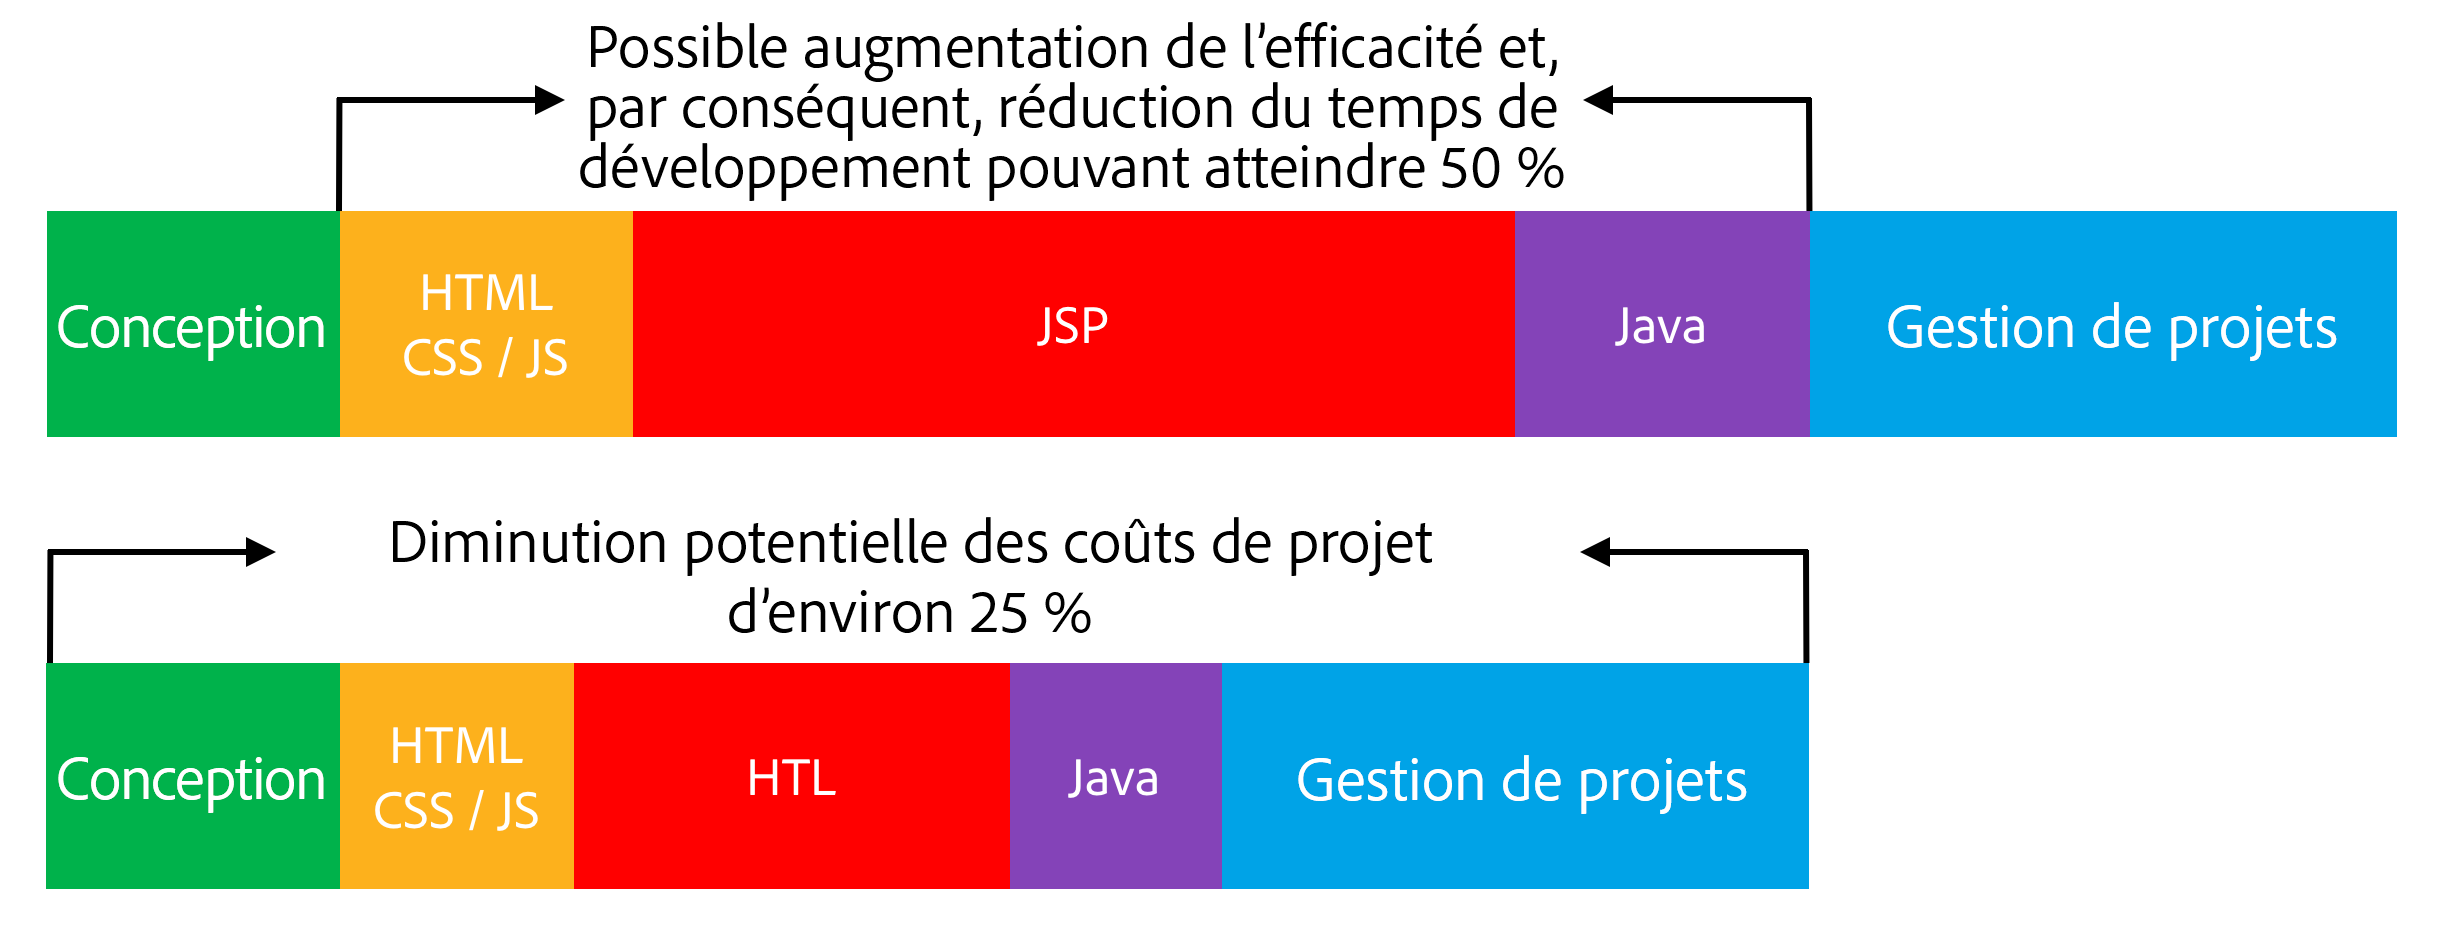 Possible augmentation de l’efficacité et,
par conséquent, réduction du temps de
développement pouvant atteindre 50 %
Conception
HTML
CSS / JS
JSP
Java
Gestion de projets
Diminution potentielle des coûts de projet
d’environ 25 %
Conception
HTML
CSS / JS
HTL
Java
Gestion de projets